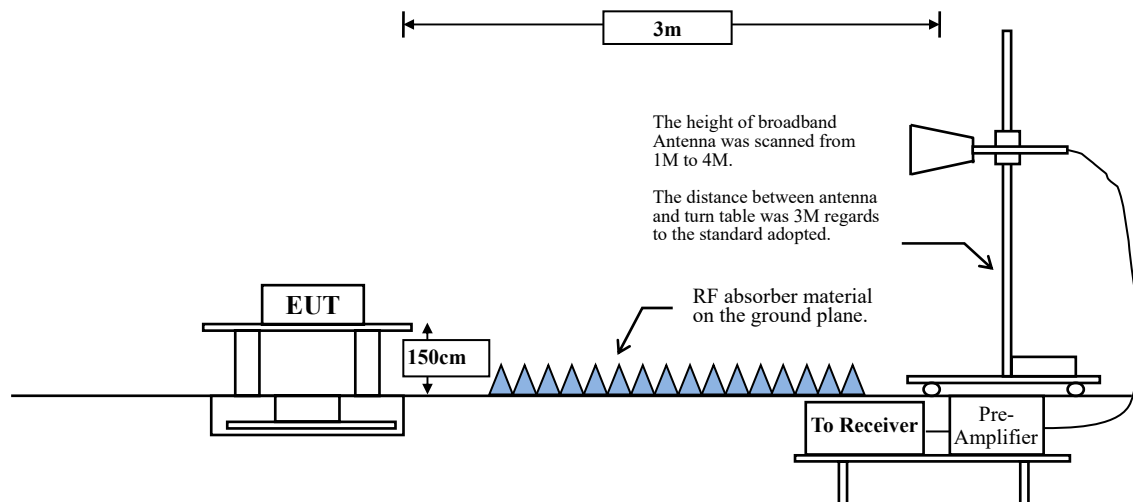 3m
The height of broadband
Antenna was scanned from
1M to 4M.
The distance between antenna
and turn table was 3M regards
to the standard adopted.
EUT
RF absorber material
on the ground plane.
150cm
To Receiver
Pre-
Amplifier